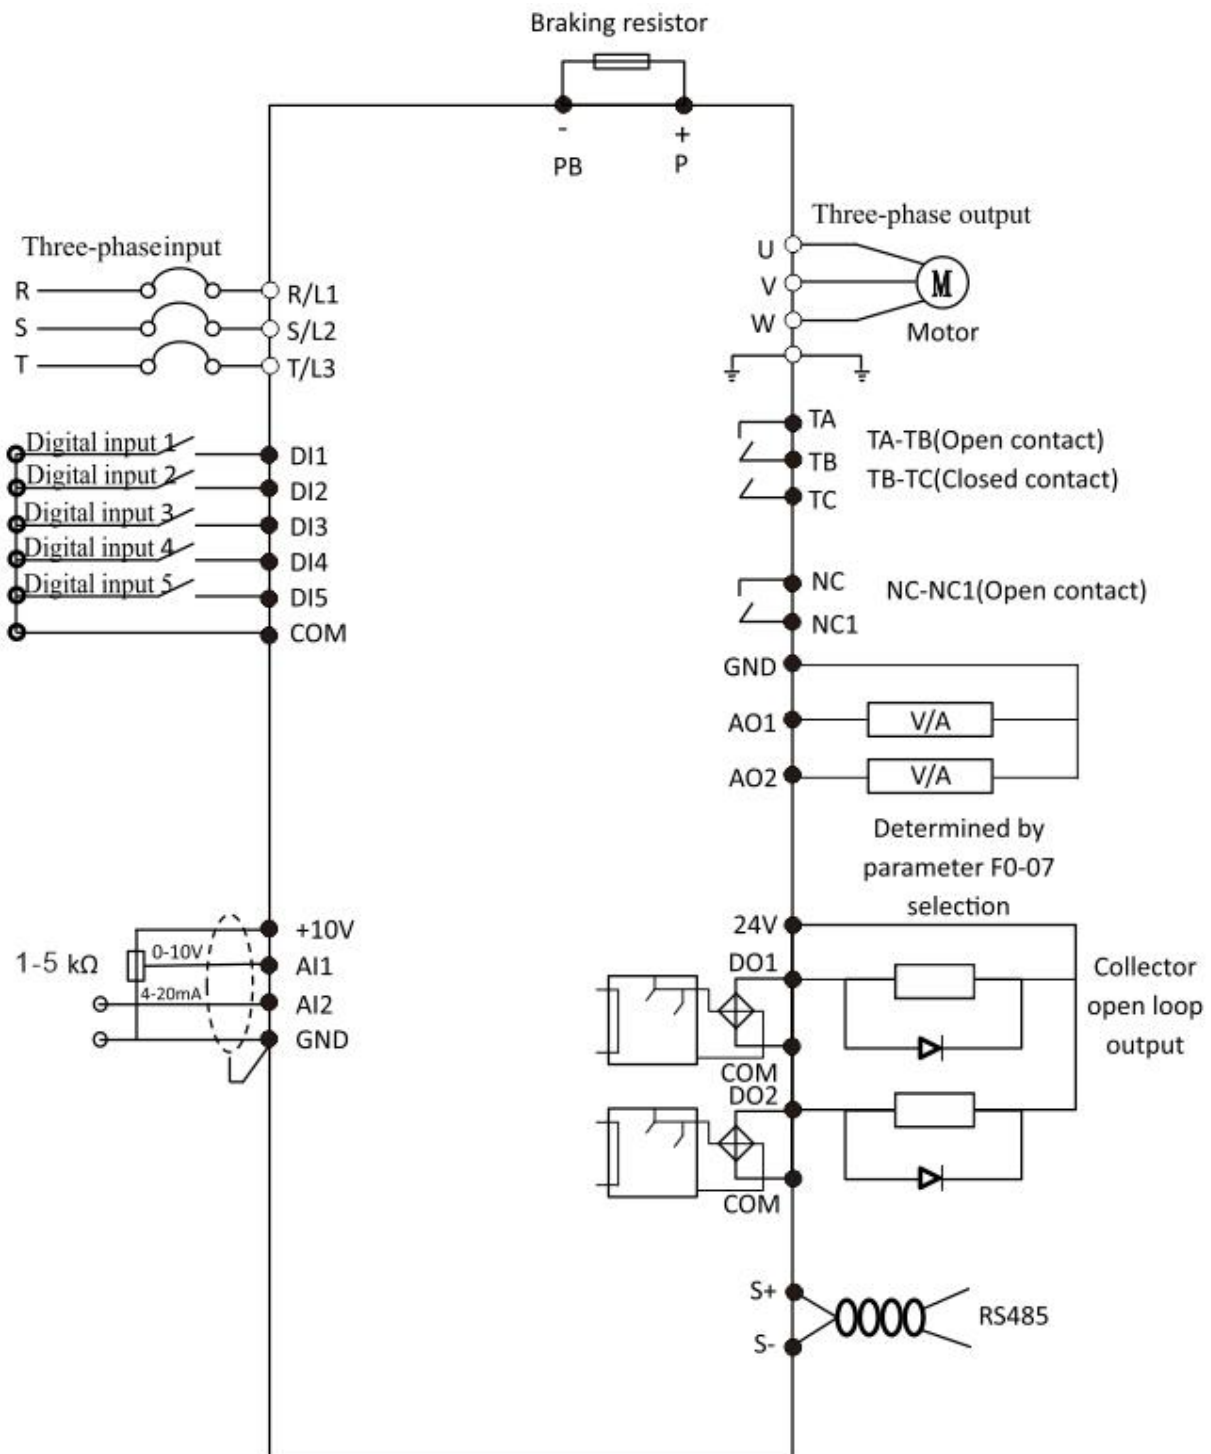 Braking resistor
-
+
PB
P
Three-phase output
Three-phaseinput
U
V
W
M
Motor
R
R/L1
S
S/L2
T
T/L3
TA
TA-TB(Open contact)
TB
TB-TC(Closed contact)
TC
Digital input 1
DI1
Digital input 2
DI2
Digital input 3
DI3
Digital input 4
DI4
Digital input 5
DI5
COM
NC
NC-NC1(Open contact)
NC1
GND
AO1
V/A
AO2
V/A
Determined by
parameter F0-07
selection
+10V
1-5 kΩ
0-10V
AI1
4-20mA
AI2
GND
24V
DO1
COM
DO2
COM
Collector
open loop
output
S+
S-
RS485